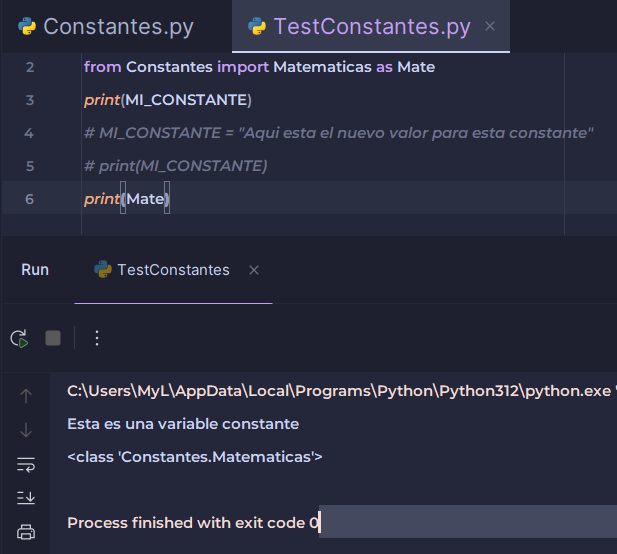 Constantes.py
TestConstantes.py
2 from Constantes import Matematicas as Mate
3 print(MI_CONSTANTE)
4 # MI_CONSTANTE = "Aqui esta el nuevo valor para esta constante"
5 # print(MI_CONSTANTE)
6 print(Mate)
Run
TestConstantes
C:\Users\MyL\AppData\Local\Programs\Python\Python312\python.exe "
Esta es una variable constante
<class 'Constantes.Matematicas'>
Process finished with exit code 0